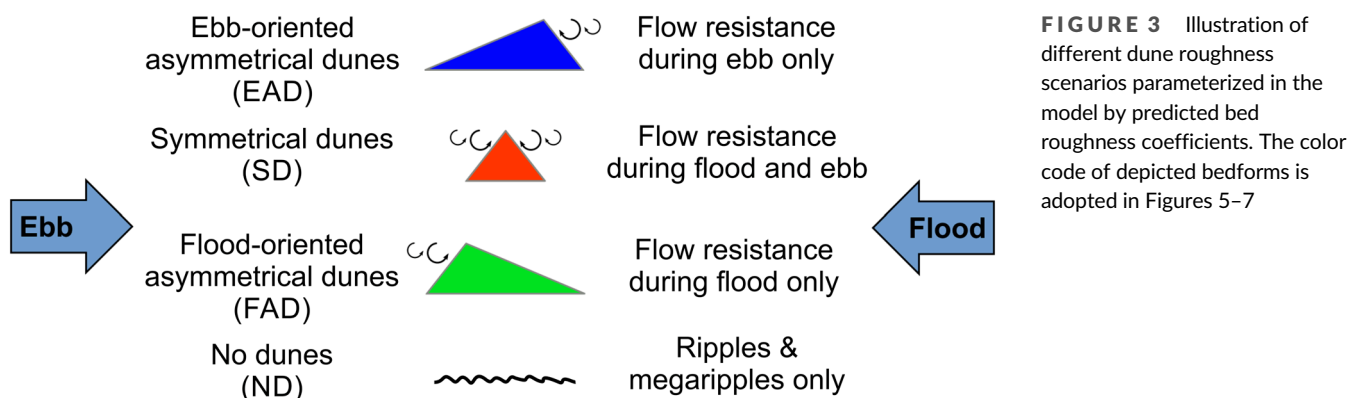 Ebb-oriented
asymmetrical dunes
(EAD)
Flow resistance
during ebb only
Symmetrical dunes
(SD)
Flow resistance
during flood and ebb
Ebb
Flood
Flood-oriented
asymmetrical dunes
(FAD)
Flow resistance
during flood only
No dunes
(ND)
Ripples &
megaripples only
FIGURE 3 Illustration of
different dune roughness
scenarios parameterized in the
model by predicted bed
roughness coefficients. The color
code of depicted bedforms is
adopted in Figures 5–7